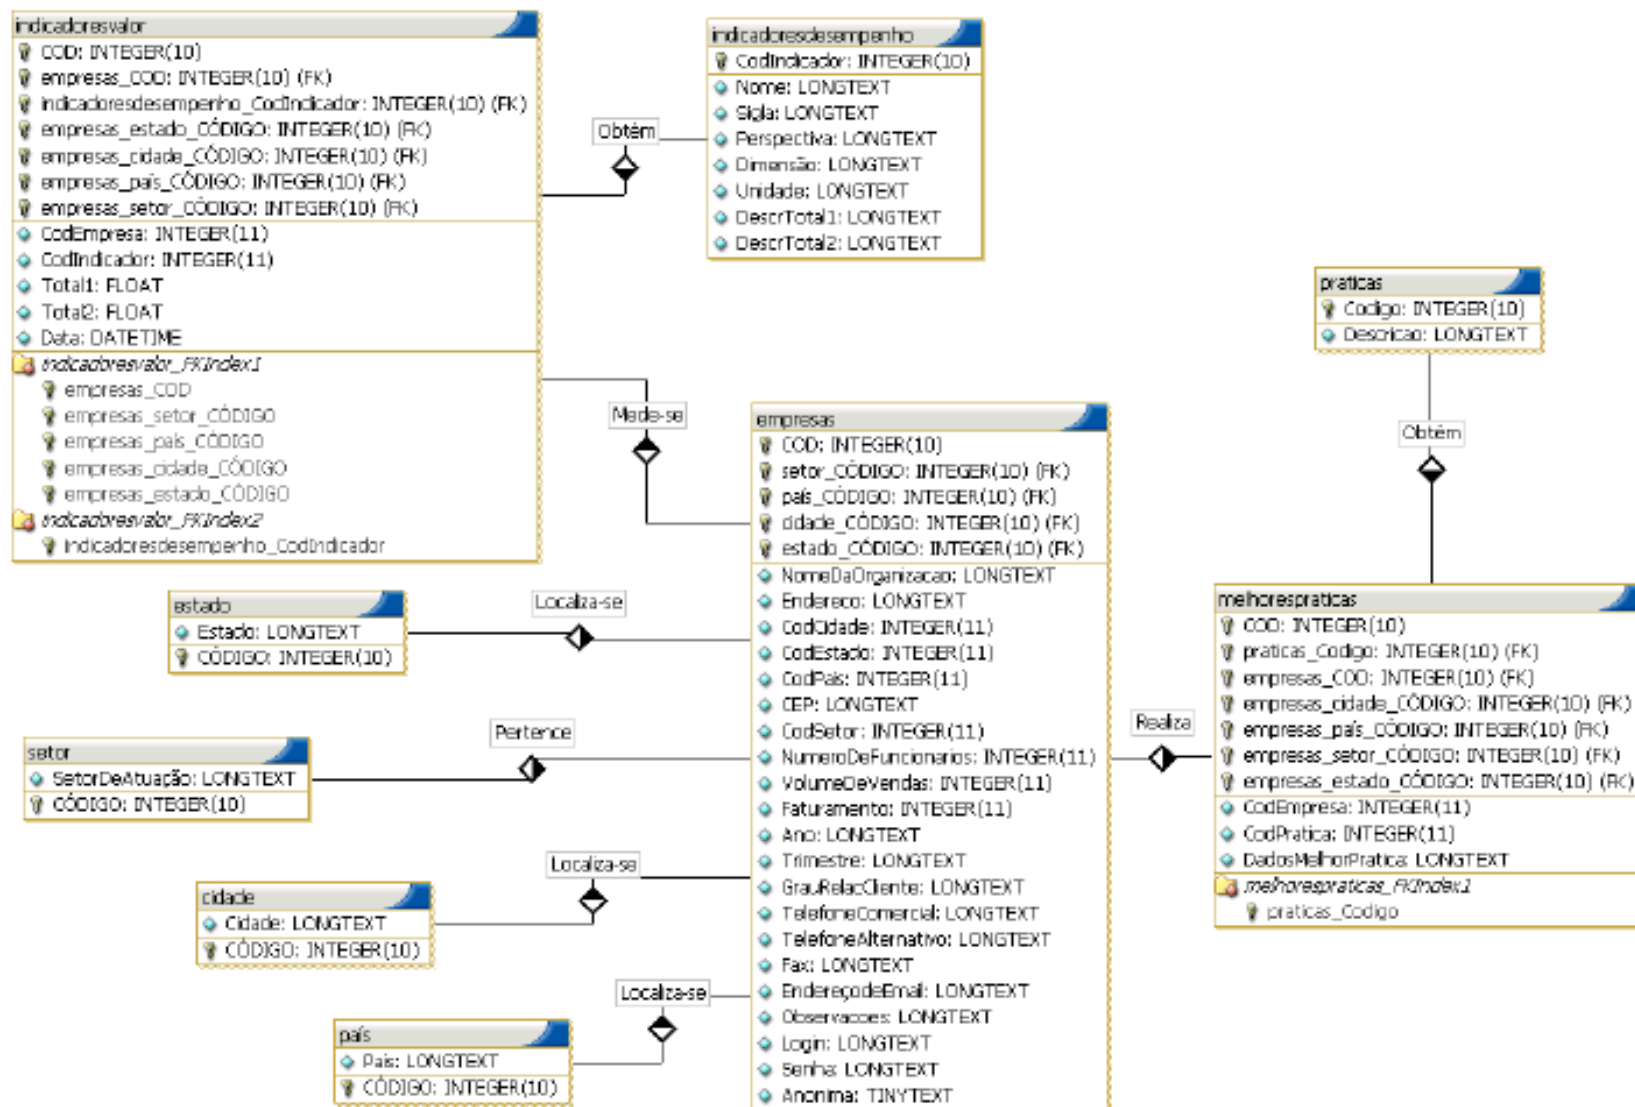 indicadoresvalor
COD: INTEGER(10)
empresas_COD: INTEGER(10) (FK)
indicadoresdesempenho_CodIndicador: INTEGER(10) (FK)
empresas_estado_CÓDIGO: INTEGER(10) (FK)
empresas_cidade_CÓDIGO: INTEGER(10) (FK)
empresas_país_CÓDIGO: INTEGER(10) (FK)
empresas_setor_CÓDIGO: INTEGER(10) (FK)
CodEmpresa: INTEGER(11)
CodIndicador: INTEGER(11)
Total1: FLOAT
Total2: FLOAT
Data: DATETIME
indicadoresvalor_FKIndex1
empresas_COD
empresas_setor_CÓDIGO
empresas_país_CÓDIGO
empresas_cidade_CÓDIGO
empresas_estado_CÓDIGO
indicadoresvalor_FKIndex2
indicadoresdesempenho_CodIndicador
Obtém
indicadoresdesempenho
CodIndicador: INTEGER(10)
Nome: LONGTEXT
Sigla: LONGTEXT
Perspectiva: LONGTEXT
Dimensão: LONGTEXT
Unidade: LONGTEXT
DescrTotal1: LONGTEXT
DescrTotal2: LONGTEXT
praticas
Codigo: INTEGER(10)
Descricao: LONGTEXT
Obtém
Mede-se
empresas
COD: INTEGER(10)
setor_CÓDIGO: INTEGER(10) (FK)
país_CÓDIGO: INTEGER(10) (FK)
cidade_CÓDIGO: INTEGER(10) (FK)
estado_CÓDIGO: INTEGER(10) (FK)
NomeDaOrganizacao: LONGTEXT
Endereco: LONGTEXT
CodCidade: INTEGER(11)
CodEstado: INTEGER(11)
CodPais: INTEGER(11)
CEP: LONGTEXT
CodSetor: INTEGER(11)
NumeroDeFuncionarios: INTEGER(11)
VolumeDeVendas: INTEGER(11)
Faturamento: INTEGER(11)
Ano: LONGTEXT
Trimestre: LONGTEXT
GrauRelacCliente: LONGTEXT
TelefoneComercial: LONGTEXT
TelefoneAlternativo: LONGTEXT
Fax: LONGTEXT
EndereçodeEmail: LONGTEXT
Observacoes: LONGTEXT
Login: LONGTEXT
Senha: LONGTEXT
Anonima: TINYTEXT
estado
Estado: LONGTEXT
CÓDIGO: INTEGER(10)
Localiza-se
setor
SetorDeAtuação: LONGTEXT
CÓDIGO: INTEGER(10)
Pertence
cidade
Cidade: LONGTEXT
CÓDIGO: INTEGER(10)
Localiza-se
país
País: LONGTEXT
CÓDIGO: INTEGER(10)
Localiza-se
Realiza
melhorespraticas
COD: INTEGER(10)
praticas_Codigo: INTEGER(10) (FK)
empresas_COD: INTEGER(10) (FK)
empresas_cidade_CÓDIGO: INTEGER(10) (FK)
empresas_país_CÓDIGO: INTEGER(10) (FK)
empresas_setor_CÓDIGO: INTEGER(10) (FK)
empresas_estado_CÓDIGO: INTEGER(10) (FK)
CodEmpresa: INTEGER(11)
CodPratica: INTEGER(11)
DadosMelhorPratica: LONGTEXT
melhorespraticas_FKIndex1
praticas_Codigo